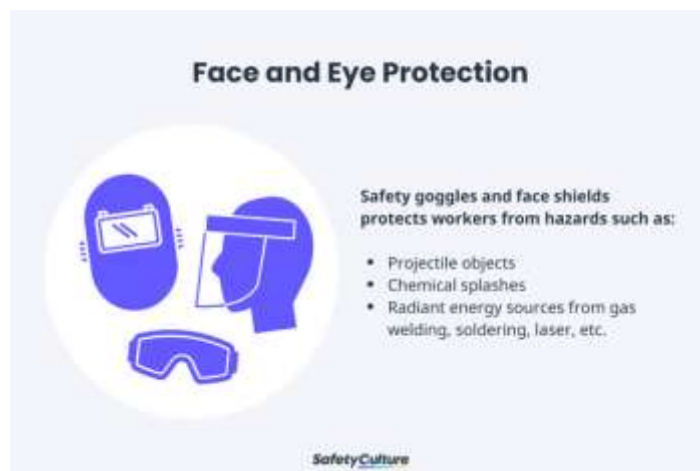 Face and Eye Protection
Safety goggles and face shields
protects workers from hazards such as:
• Projectile objects
• Chemical splashes
• Radiant energy sources from gas
welding, soldering, laser, etc.
SafetyCulture